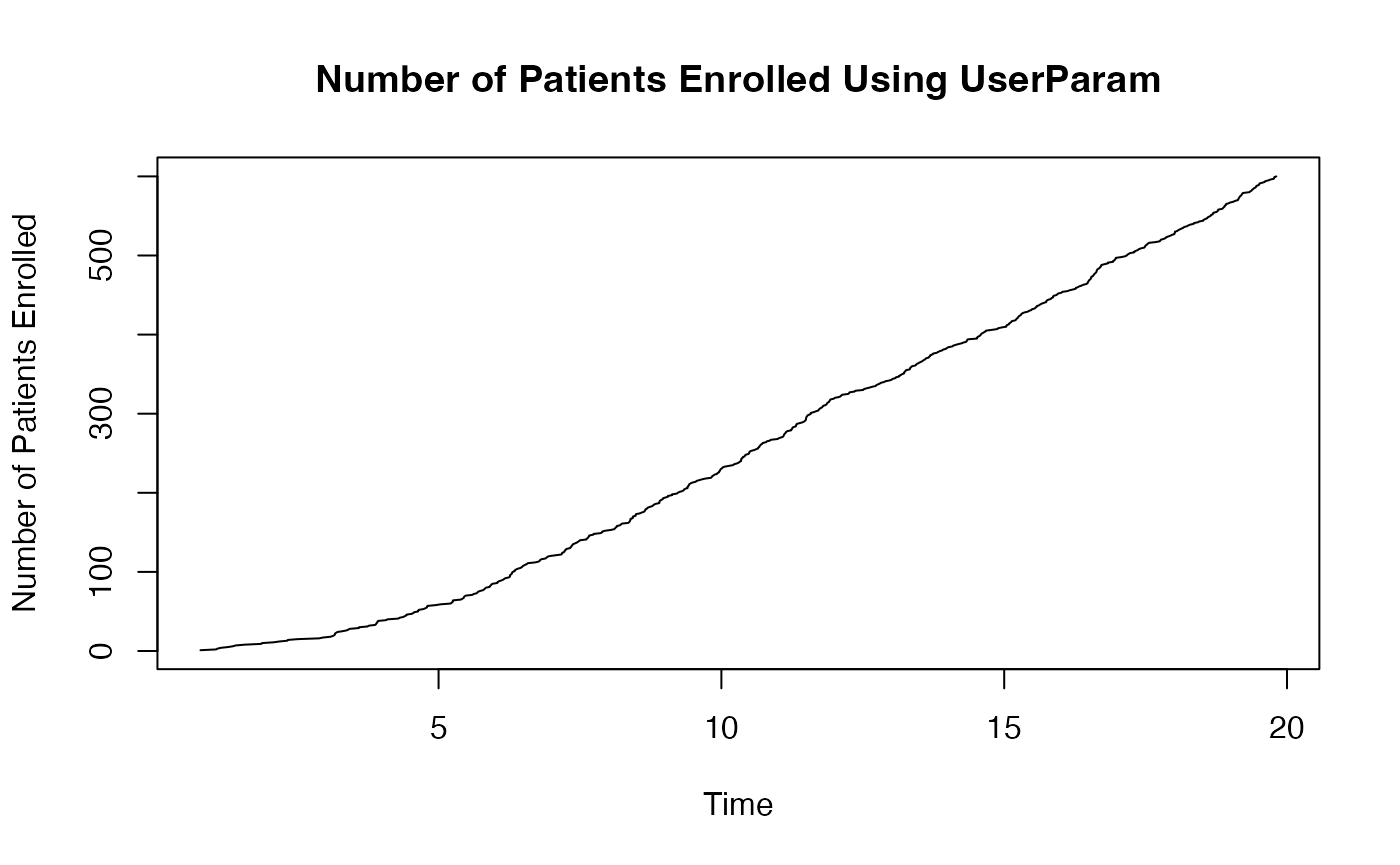 Number of Patients Enrolled Using UserParam
Number of Patients Enrolled
500
300
100
0
5 10 15 20
Time